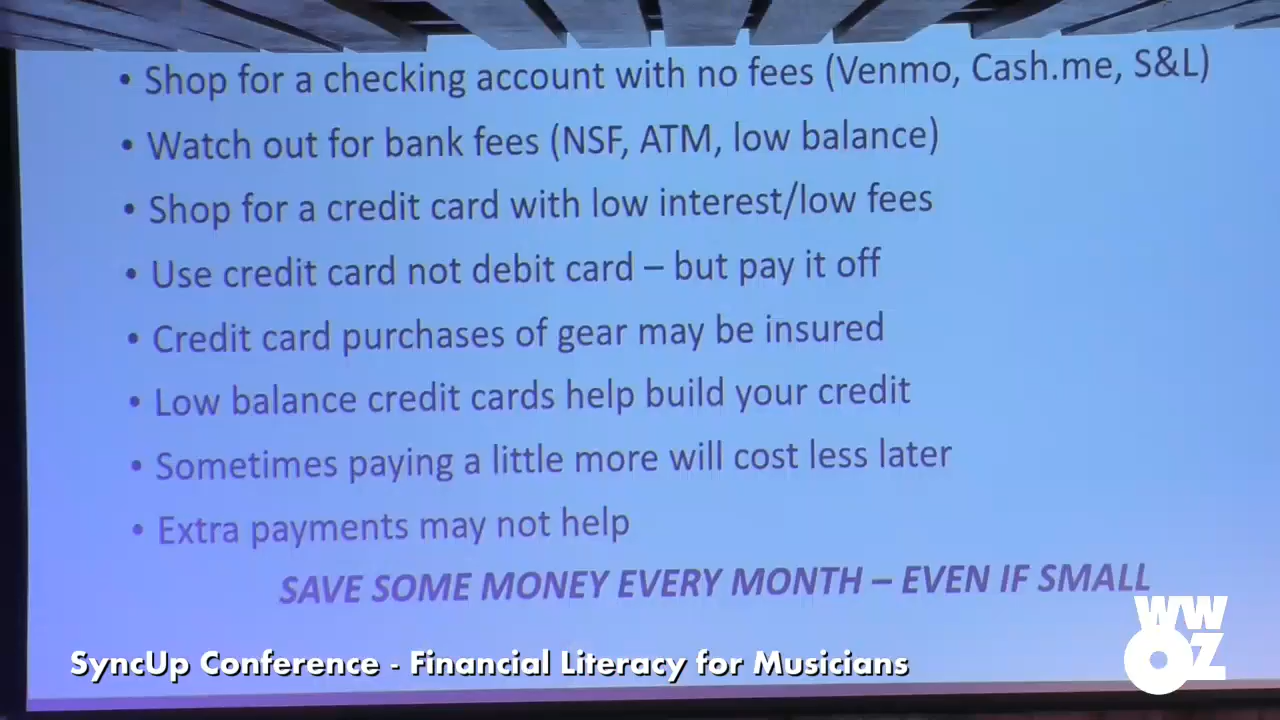 • Shop for a checking account with no fees (Venmo, Cash.me, S&L)
• Watch out for bank fees (NSF, ATM, low balance)
• Shop for a credit card with low interest/low fees
• Use credit card not debit card – but pay it off
• Credit card purchases of gear may be insured
• Low balance credit cards help build your credit
• Sometimes paying a little more will cost less later
• Extra payments may not help
SAVE SOME MONEY EVERY MONTH – EVEN IF SMALL
SyncUp Conference - Financial Literacy for Musicians
WW
OZ